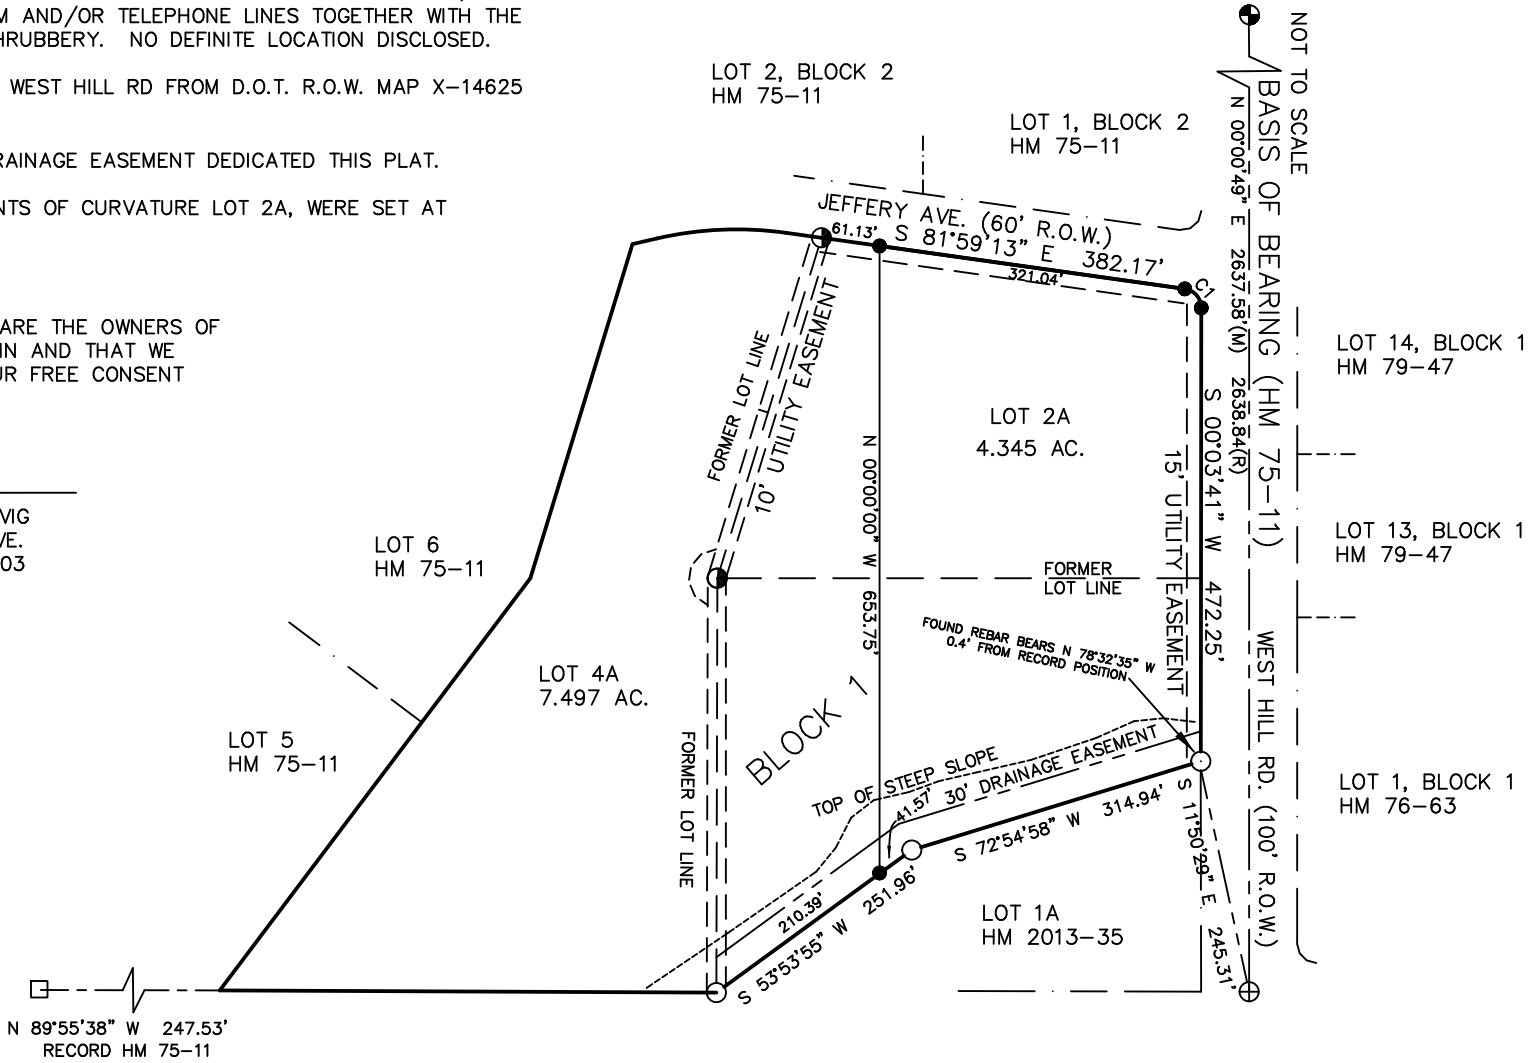 M AND/OR TELEPHONE LINES TOGETHER WITH THE
HRUBBERY. NO DEFINITE LOCATION DISCLOSED.
WEST HILL RD FROM D.O.T. R.O.W. MAP X-14625
RAINAGE EASEMENT DEDICATED THIS PLAT.
NTS OF CURVATURE LOT 2A, WERE SET AT
ARE THE OWNERS OF
IN AND THAT WE
UR FREE CONSENT
VIG
VE.
03
LOT 2, BLOCK 2
HM 75-11
LOT 1, BLOCK 2
HM 75-11
NOT TO SCALE
BASIS OF BEARING (HM 75-11)
N 00°00'49" E 2637.58'(M) 2638.84'(R)
JEFFERY AVE. (60' R.O.W.)
61.13'
S 81°59'13" E 382.17'
321.04'
C1
LOT 14, BLOCK 1
HM 79-47
FORMER LOT LINE
10' UTILITY EASEMENT
LOT 2A
4.345 AC.
N 00°00'00" W 653.75'
15' UTILITY EASEMENT
S 00°03'41" W 472.25'
LOT 13, BLOCK 1
HM 79-47
LOT 6
HM 75-11
FORMER
LOT LINE
FOUND REBAR BEARS N 78°32'35" W
0.4' FROM RECORD POSITION
WEST HILL RD. (100' R.O.W.)
LOT 4A
7.497 AC.
BLOCK 1
LOT 5
HM 75-11
FORMER LOT LINE
TOP OF STEEP SLOPE
41.57'
30' DRAINAGE EASEMENT
LOT 1, BLOCK 1
HM 76-63
S 72°54'58" W 314.94'
S 11°50'29" E 245.31'
210.39'
S 53°53'55" W 251.96'
LOT 1A
HM 2013-35
N 89°55'38" W 247.53'
RECORD HM 75-11